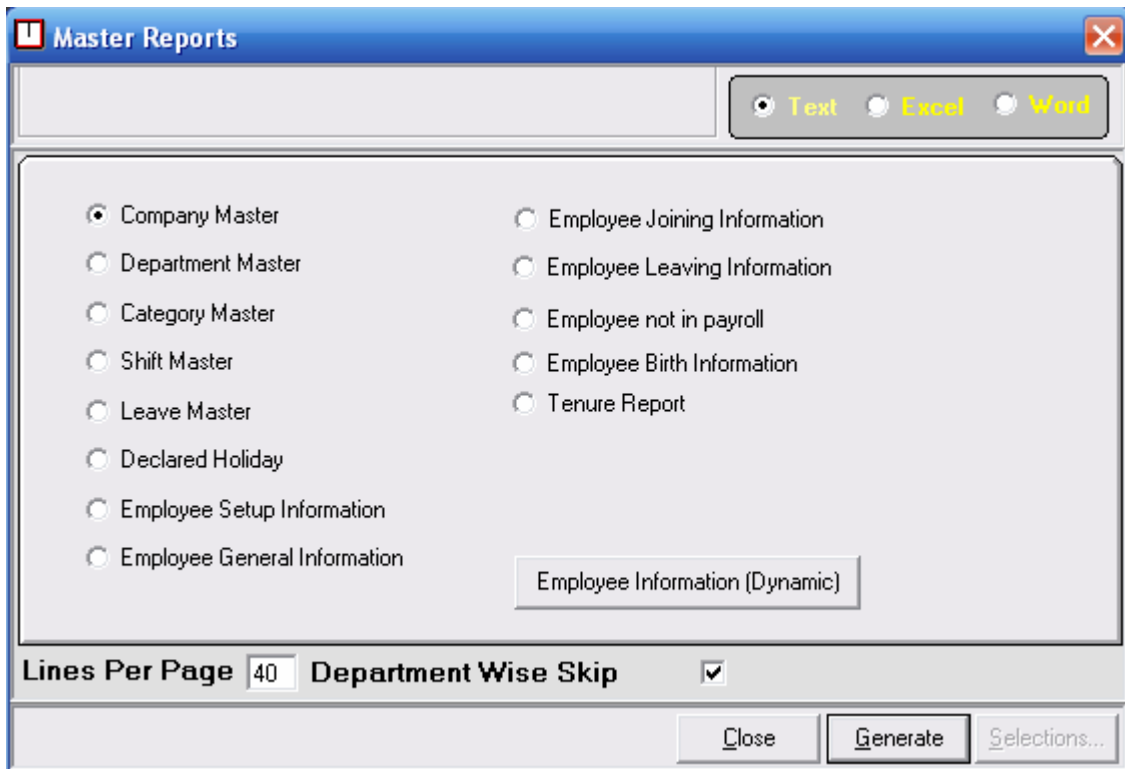 Master Reports
Text Excel Word
Company Master
Department Master
Category Master
Shift Master
Leave Master
Declared Holiday
Employee Setup Information
Employee General Information
Employee Joining Information
Employee Leaving Information
Employee not in payroll
Employee Birth Information
Tenure Report
Employee Information (Dynamic)
Lines Per Page 40 Department Wise Skip
Close Generate Selections...